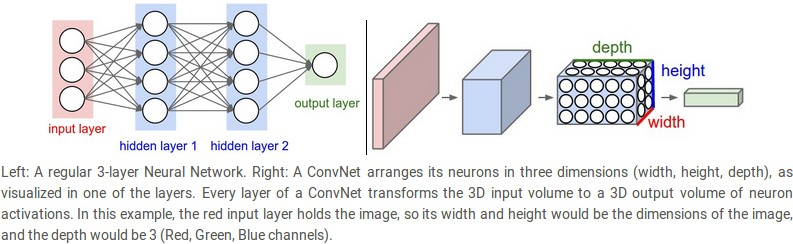 input layer
hidden layer 1
hidden layer 2
output layer
depth
height
width
Left: A regular 3-layer Neural Network. Right: A ConvNet arranges its neurons in three dimensions (width, height, depth), as
visualized in one of the layers. Every layer of a ConvNet transforms the 3D input volume to a 3D output volume of neuron
activations. In this example, the red input layer holds the image, so its width and height would be the dimensions of the image,
and the depth would be 3 (Red, Green, Blue channels).